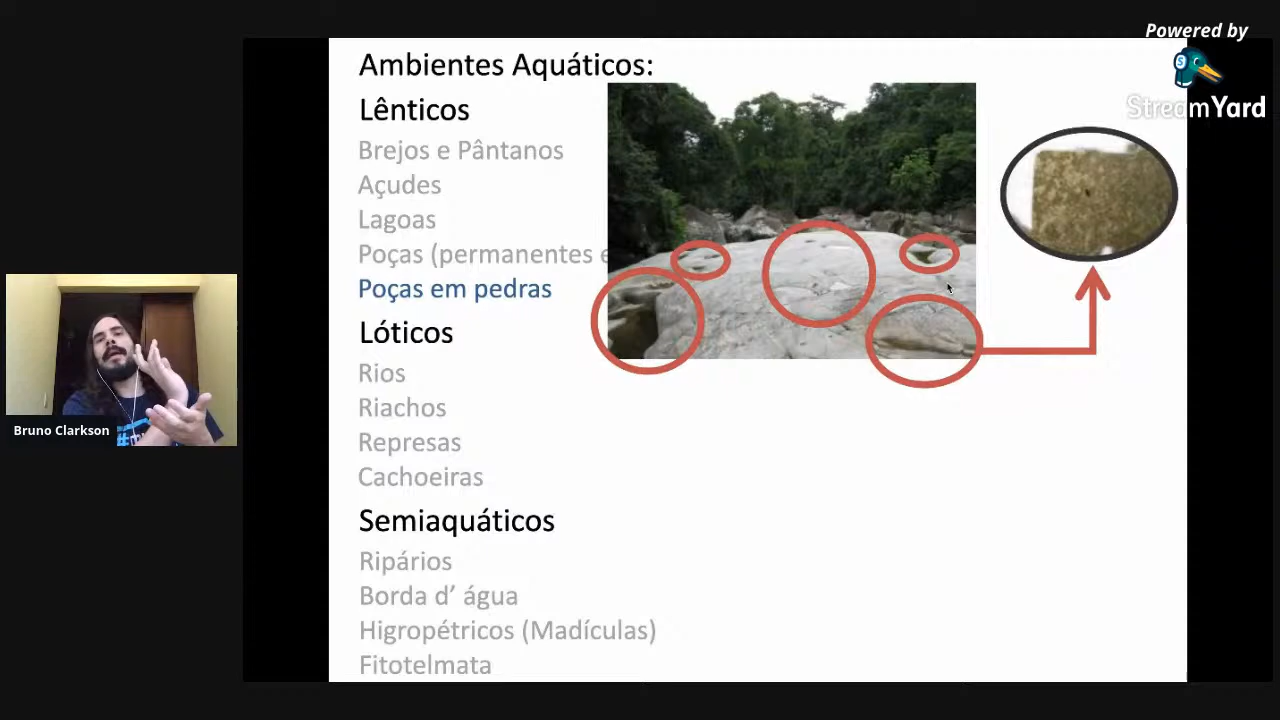 Powered by
StreamYard
Ambientes Aquáticos:
Lênticos
Brejos e Pântanos
Açudes
Lagoas
Poças (permanentes e
Poças em pedras
Lóticos
Rios
Riachos
Represas
Cachoeiras
Semiaquáticos
Ripários
Borda d’ água
Higropétricos (Madículas)
Fitotelmata
Bruno Clarkson